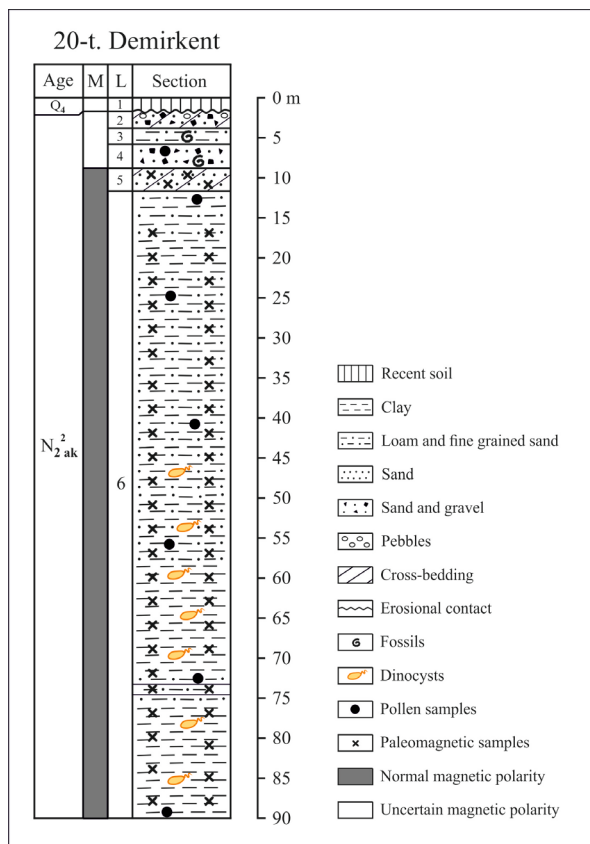 20-t. Demirkent
Age M L Section
0 m
Q4 1
2
5
3
4
10
5
15
20
25
30
35
Recent soil
Clay
40
Loam and fine grained sand
N2 2 ak
45
Sand
6
50
Sand and gravel
55
Pebbles
60
Cross-bedding
Erosional contact
65
Fossils
70
Dinocysts
75
Pollen samples
80
Paleomagnetic samples
85
Normal magnetic polarity
90
Uncertain magnetic polarity